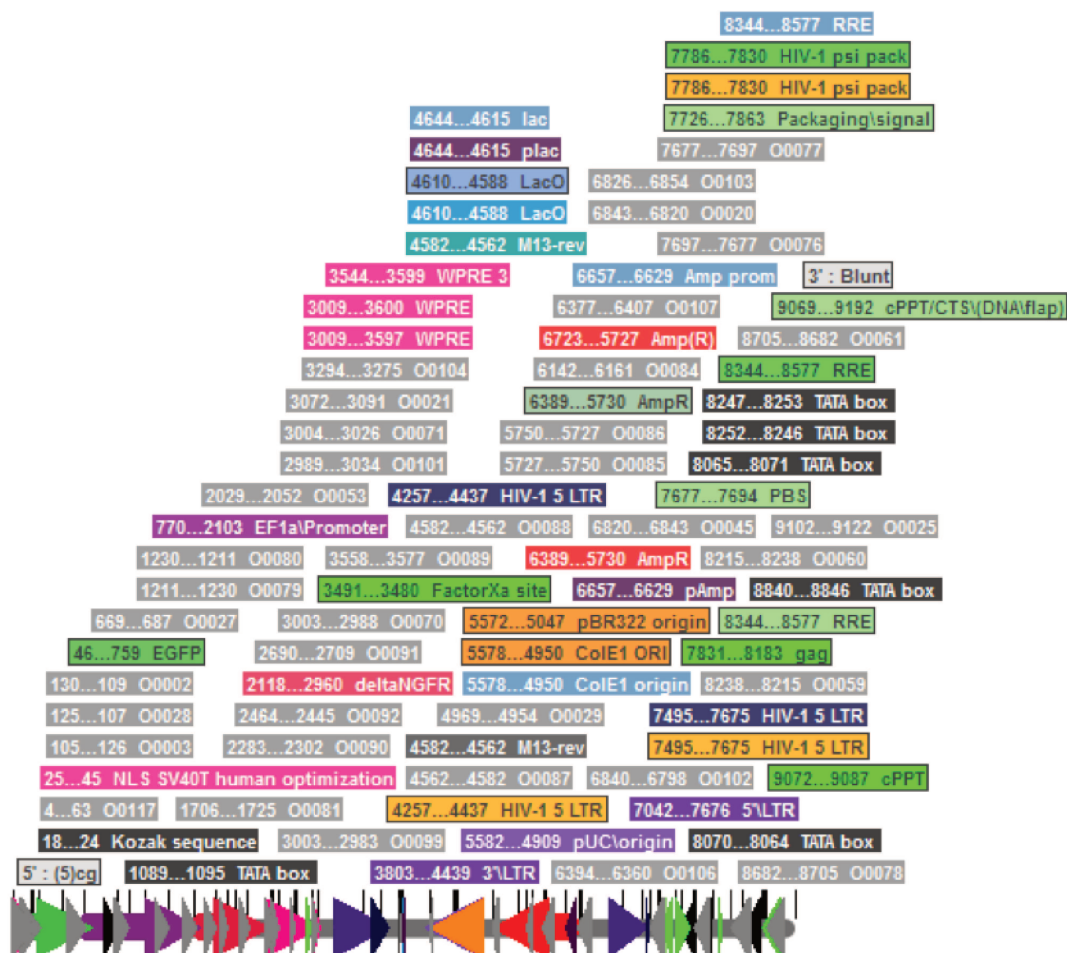 8344...8577 RRE
7786...7830 HIV-1 psi pack
7786...7830 HIV-1 psi pack
4644...4615 lac 7726...7863 Packaging\signal
4644...4615 plac 7677...7697 O0077
4610...4588 LacO 6826...6854 O0103
4610...4588 LacO 6843...6820 O0020
4582...4562 M13-rev 7697...7677 O0076
3544...3599 WPRE 3 6657...6629 Amp prom 3' : Blunt
3009...3600 WPRE 6377...6407 O0107 9069...9192 cPPT/CTS\(DNA\flap)
3009...3597 WPRE 6723...5727 Amp(R) 8705...8682 O0061
3294...3275 O0104 6142...6161 O0084 8344...8577 RRE
3072...3091 O0021 6389...5730 AmpR 8247...8253 TATA box
3004...3026 O0071 5750...5727 O0086 8252...8246 TATA box
2989...3034 O0101 5727...5750 O0085 8065...8071 TATA box
2029...2052 O0053 4257...4437 HIV-1 5 LTR 7677...7694 PBS
770...2103 EF1a\Promoter 4582...4562 O0088 6820...6843 O0045 9102...9122 O0025
1230...1211 O0080 3558...3577 O0089 6389...5730 AmpR 8215...8238 O0060
1211...1230 O0079 3491...3480 FactorXa site 6657...6629 pAmp 8840...8846 TATA box
669...687 O0027 3003...2988 O0070 5572...5047 pBR322 origin 8344...8577 RRE
46...759 EGFP 2690...2709 O0091 5578...4950 ColE1 ORI 7831...8183 gag
130...109 O0002 2118...2960 deltaNGFR 5578...4950 ColE1 origin 8238...8215 O0059
125...107 O0028 2464...2445 O0092 4969...4954 O0029 7495...7675 HIV-1 5 LTR
105...126 O0003 2283...2302 O0090 4582...4562 M13-rev 7495...7675 HIV-1 5 LTR
25...45 NLS SV40T human optimization 4562...4582 O0087 6840...6798 O0102 9072...9087 cPPT
4...63 O0117 1706...1725 O0081 4257...4437 HIV-1 5 LTR 7042...7676 5'\LTR
18...24 Kozak sequence 3003...2983 O0099 5582...4909 pUC\origin 8070...8064 TATA box
5' : (5)cg 1089...1095 TATA box 3803...4439 3'\LTR 6394...6360 O0106 8682...8705 O0078